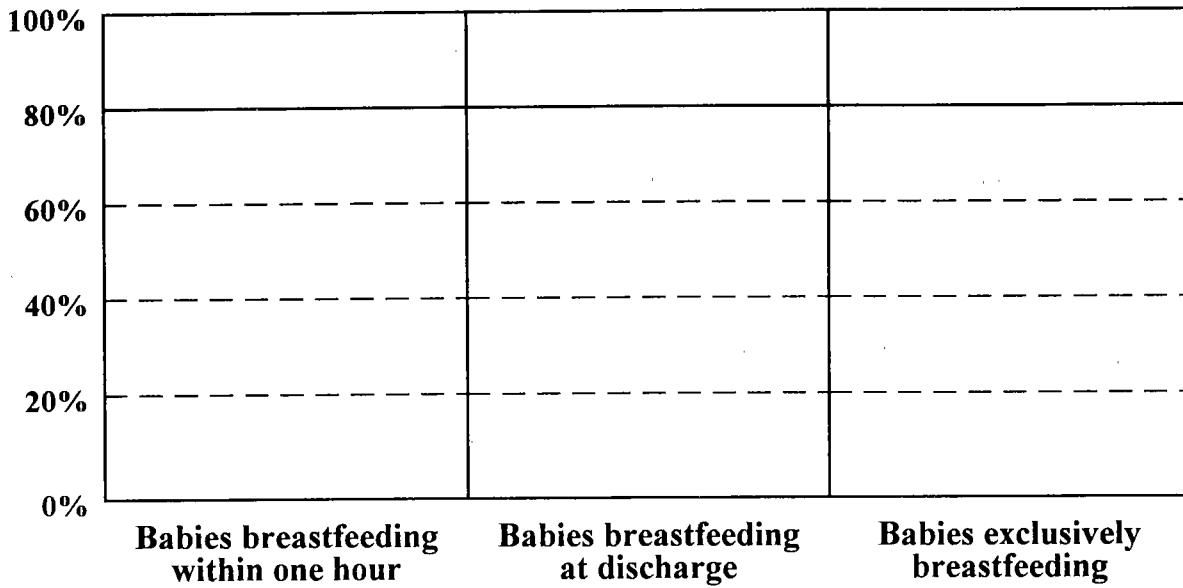 100%
80%
60%
40%
20%
0%
Babies breastfeeding
within one hour
Babies breastfeeding
at discharge
Babies exclusively
breastfeeding